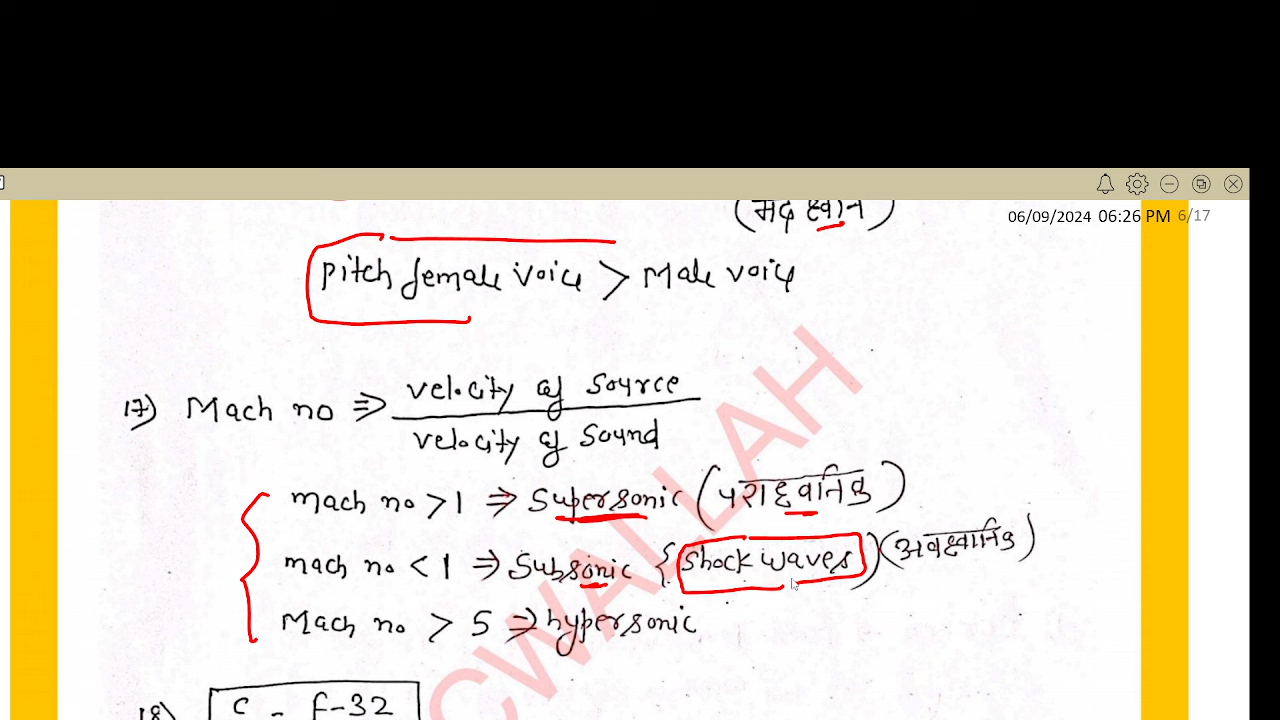 06/09/2024 06:26 PM 6/17
(मंद ध्वनि)
Pitch female voice > Male voice
17) Mach no ⇒ velocity of source
velocity of sound
mach no > 1 ⇒ Supersonic (पराध्वनिक)
mach no < 1 ⇒ Subsonic {Shock waves) (अवध्वानिक)
Mach no > 5 ⇒ hypersonic
CWALLAH
18) C = F-32